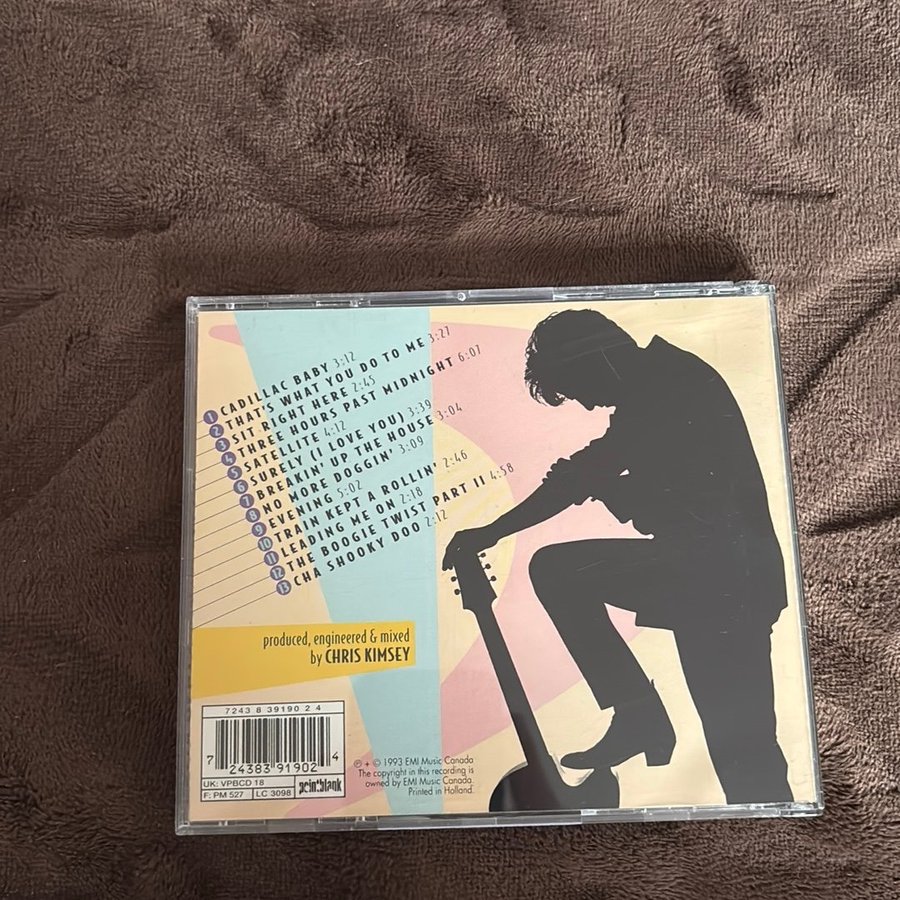 1 CADILLAC BABY 3:12
2 THAT'S WHAT YOU DO TO ME 3:27
3 SIT RIGHT HERE 2:45
4 THREE HOURS PAST MIDNIGHT 6:07
5 SATELLITE 4:12
6 SURELY (I LOVE YOU) 3:39
7 BREAKIN' UP THE HOUSE 3:04
8 NO MORE DOGGIN' 3:09
9 EVENING 5:02
10 TRAIN KEPT A ROLLIN' 2:46
11 LEADING ME ON 2:18
12 THE BOOGIE TWIST PART II 4:58
13 CHA SHOOKY DOO 2:12
produced, engineered & mixed
by CHRIS KIMSEY
7243 8 39190 2 4
7 24383 91902 4
UK: VPBCD 18
F: PM 527 LC 3098
pointblank
℗ + © 1993 EMI Music Canada
The copyright in this recording is
owned by EMI Music Canada.
Printed in Holland.